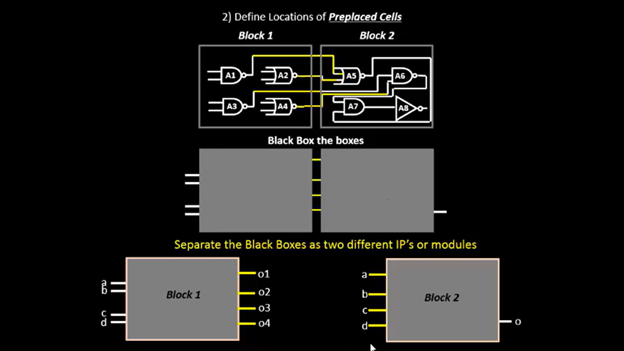 2) Define Locations of Preplaced Cells
Block 1 Block 2
A1 A2 A5 A6
A3 A4 A7 A8
Black Box the boxes
Separate the Black Boxes as two different IP's or modules
a o1 a
b o2 b
Block 1 Block 2
c o3 c
d o4 d o